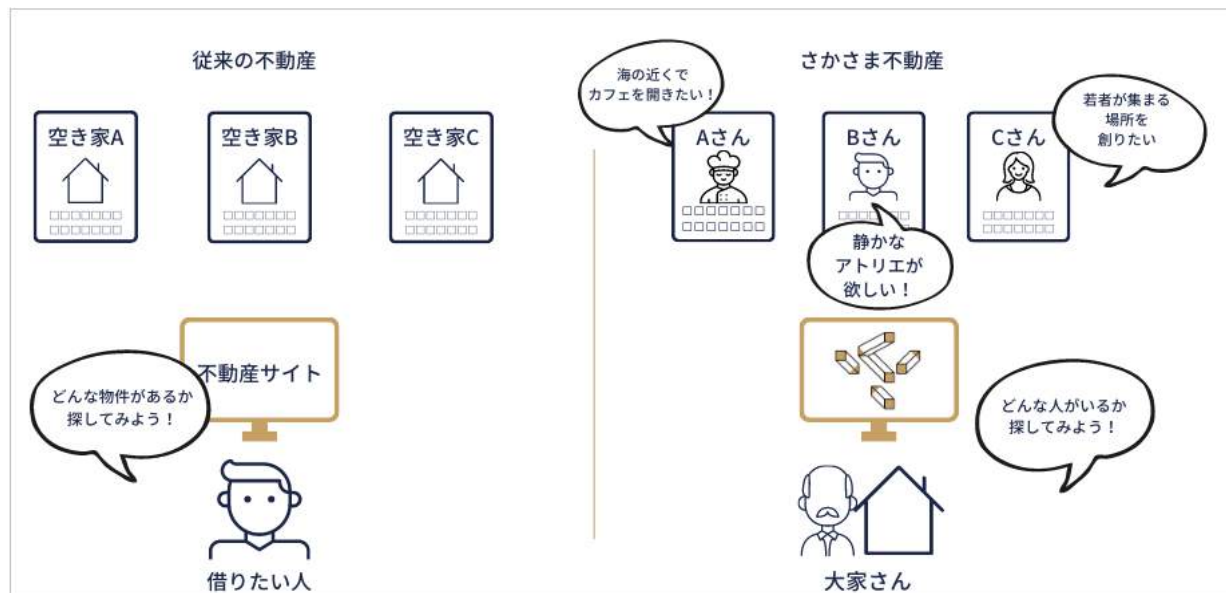 従来の不動産
空き家A
空き家B
空き家C
不動産サイト
どんな物件があるか
探してみよう！
借りたい人
さかさま不動産
海の近くで
カフェを開きたい！
Aさん
Bさん
Cさん
若者が集まる
場所を
創りたい
静かな
アトリエが
欲しい！
どんな人がいるか
探してみよう！
大家さん